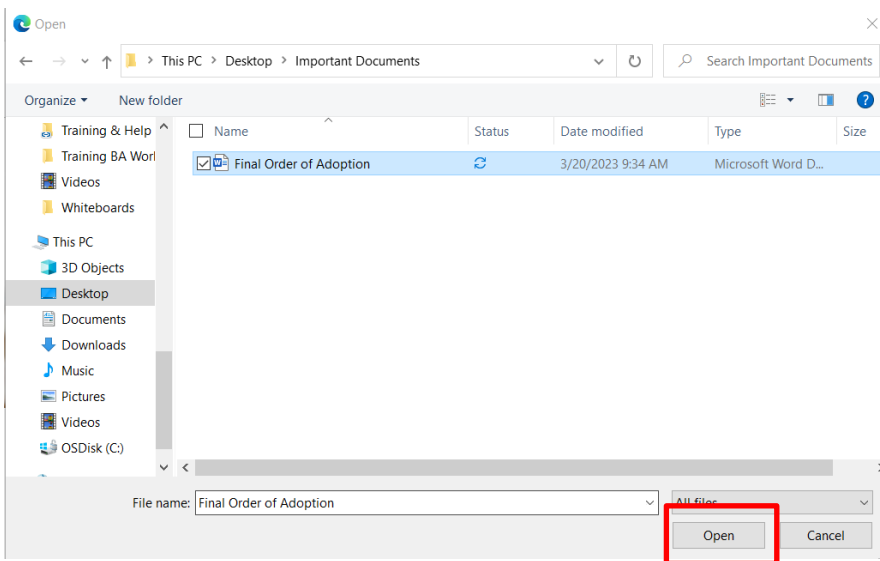 Open
This PC > Desktop > Important Documents
Search Important Documents
Organize
New folder
Name
Status
Date modified
Type
Size
Training & Help
Training BA Worl
Videos
Whiteboards
This PC
3D Objects
Desktop
Documents
Downloads
Music
Pictures
Videos
OSDisk (C:)
Final Order of Adoption
3/20/2023 9:34 AM
Microsoft Word D...
File name: Final Order of Adoption
All files
Open
Cancel